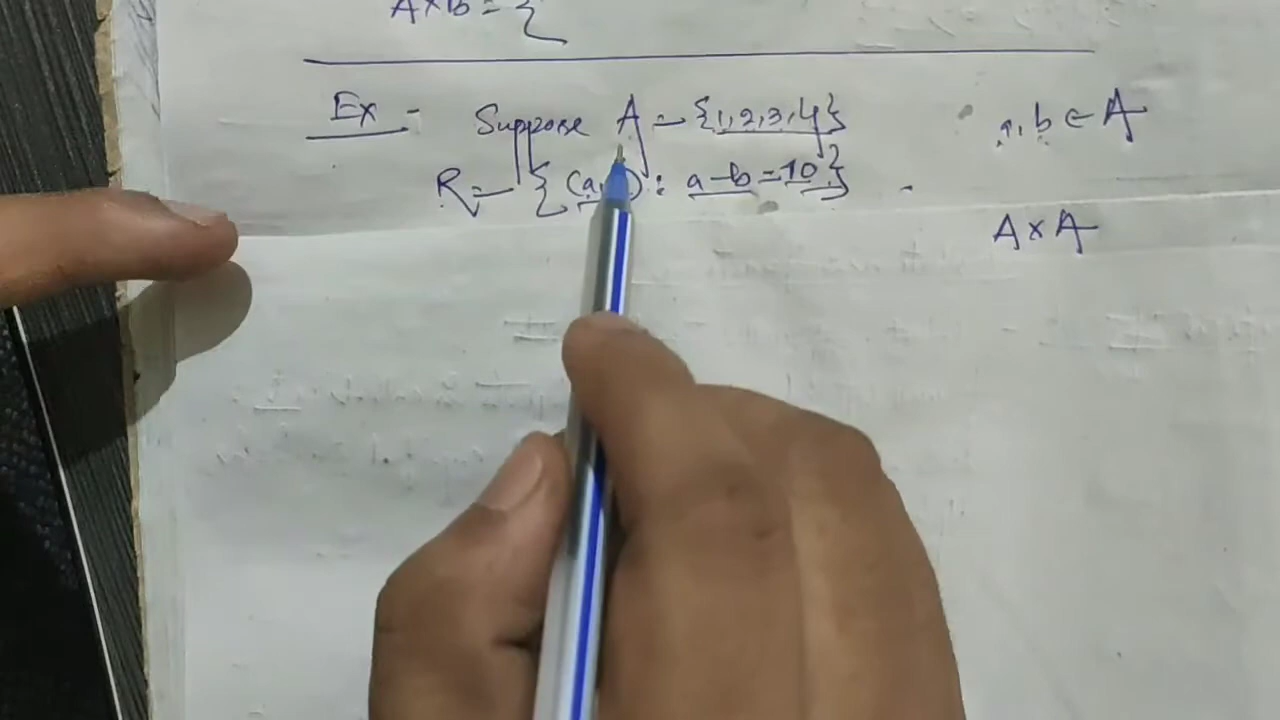 A×B = {
Ex - Suppose A = {1,2,3,4} a, b ∈ A
R = { (a, ) : a-b = 10 } .
A × A